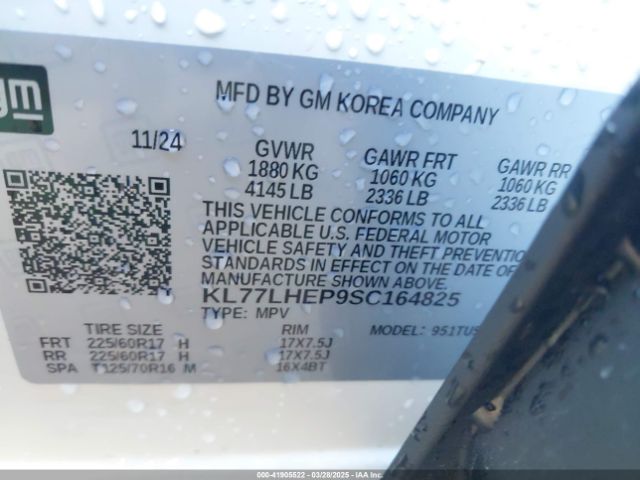 gm
MFD BY GM KOREA COMPANY
11/24
GVWR GAWR FRT GAWR RR
1880 KG 1060 KG 1060 KG
4145 LB 2336 LB 2336 LB
THIS VEHICLE CONFORMS TO ALL
APPLICABLE U.S. FEDERAL MOTOR
VEHICLE SAFETY AND THEFT PREVENTION
STANDARDS IN EFFECT ON THE DATE OF
MANUFACTURE SHOWN ABOVE.
KL77LHEP9SC164825
TYPE: MPV MODEL: 951TUS
TIRE SIZE RIM
FRT 225/60R17 H 17X7.5J
RR 225/60R17 H 17X7.5J
SPA T125/70R16 M 16X4BT
000-41905522 - 03/28/2025 - IAAI.COM